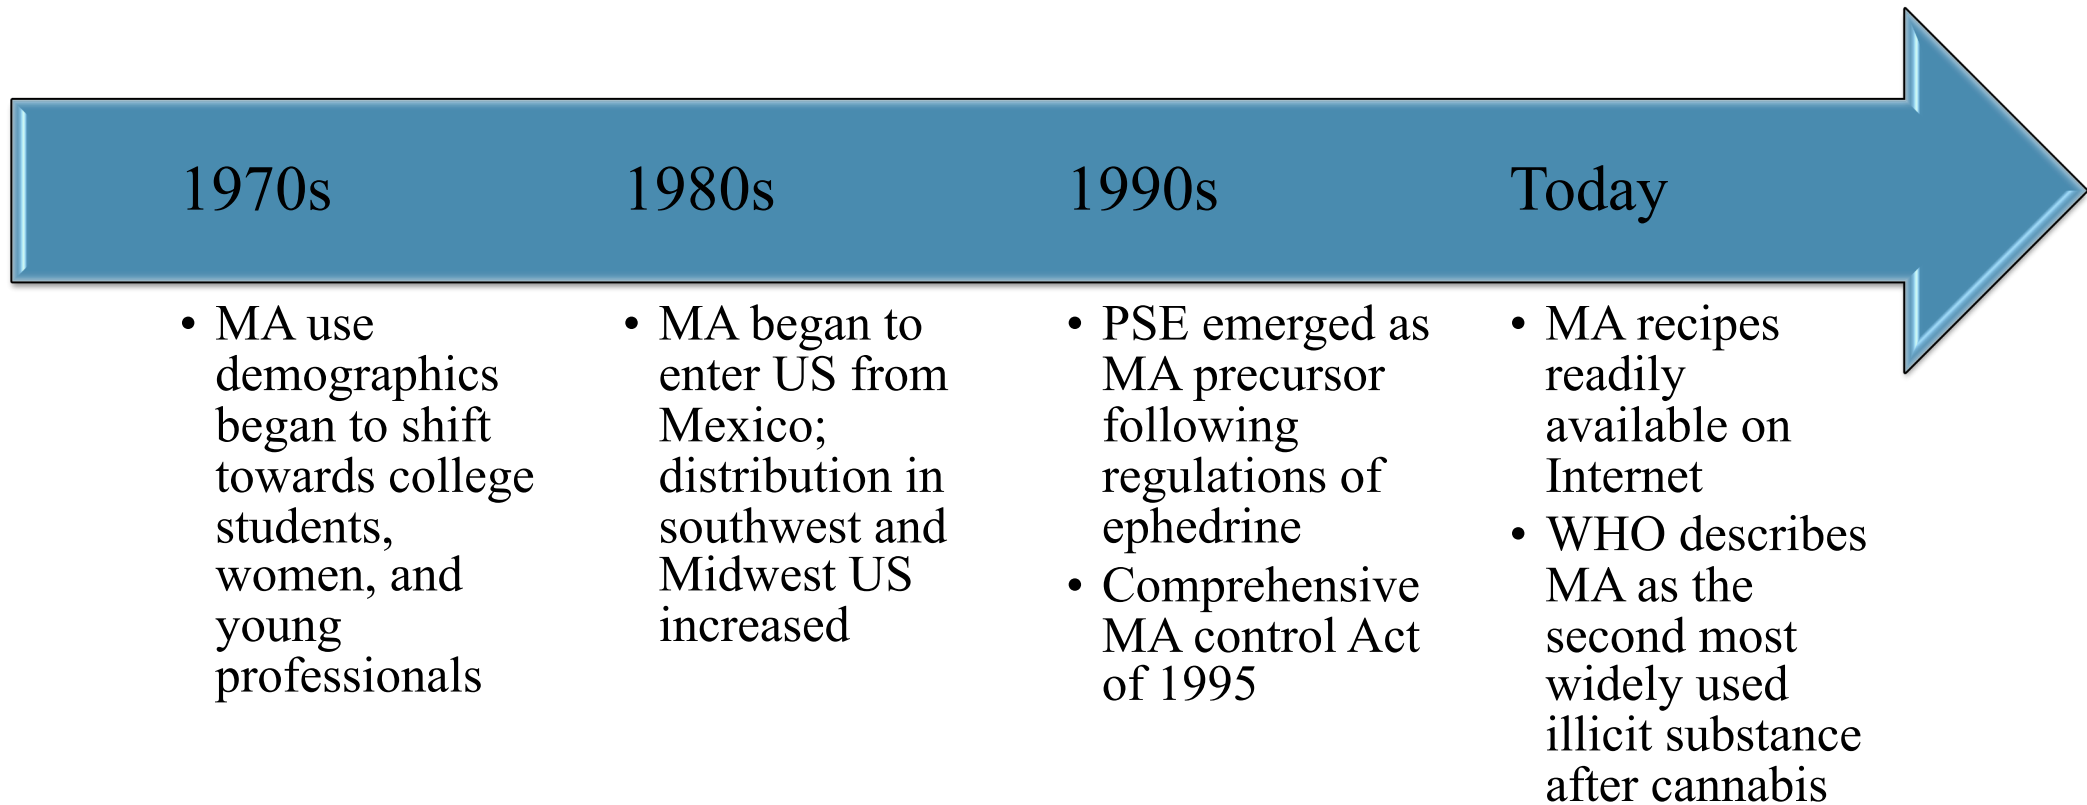 1970s
1980s
1990s
Today
• MA use
demographics
began to shift
towards college
students,
women, and
young
professionals
• MA began to
enter US from
Mexico;
distribution in
southwest and
Midwest US
increased
• PSE emerged as
MA precursor
following
regulations of
ephedrine
• Comprehensive
MA control Act
of 1995
• MA recipes
readily
available on
Internet
• WHO describes
MA as the
second most
widely used
illicit substance
after cannabis